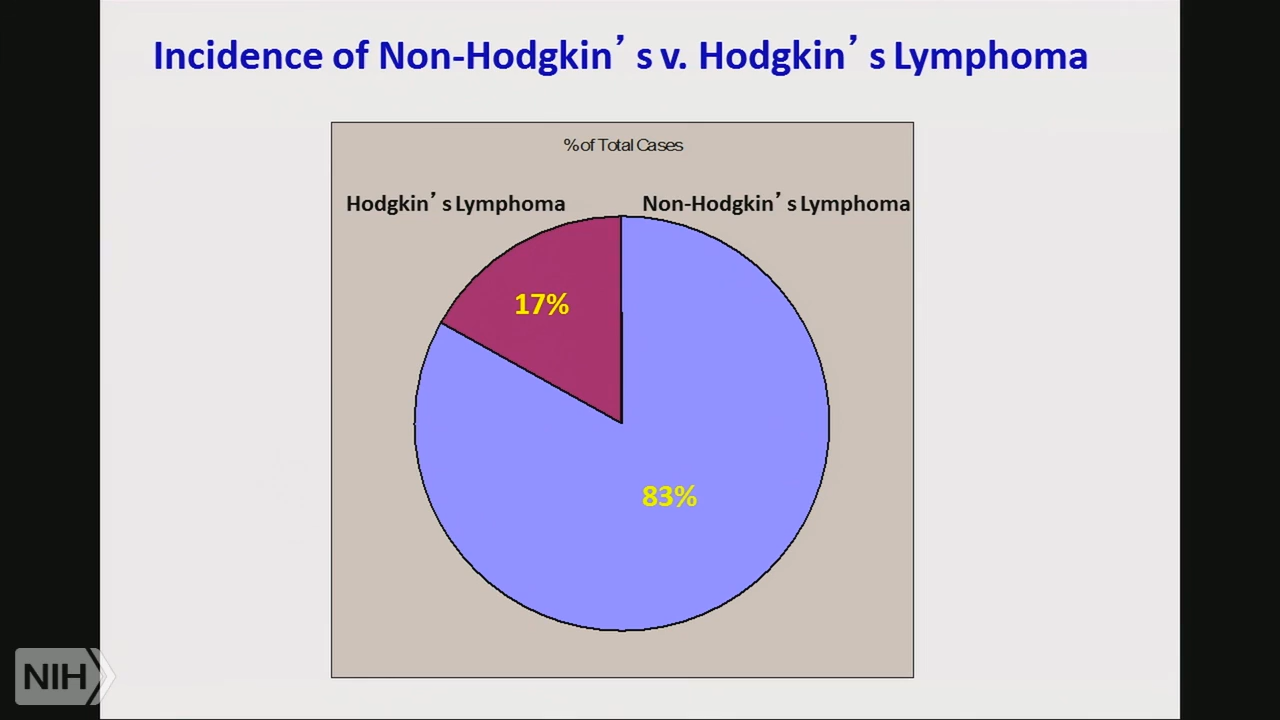 Incidence of Non-Hodgkin’s v. Hodgkin’s Lymphoma
% of Total Cases
Hodgkin’s Lymphoma
Non-Hodgkin’s Lymphoma
17%
83%
NIH